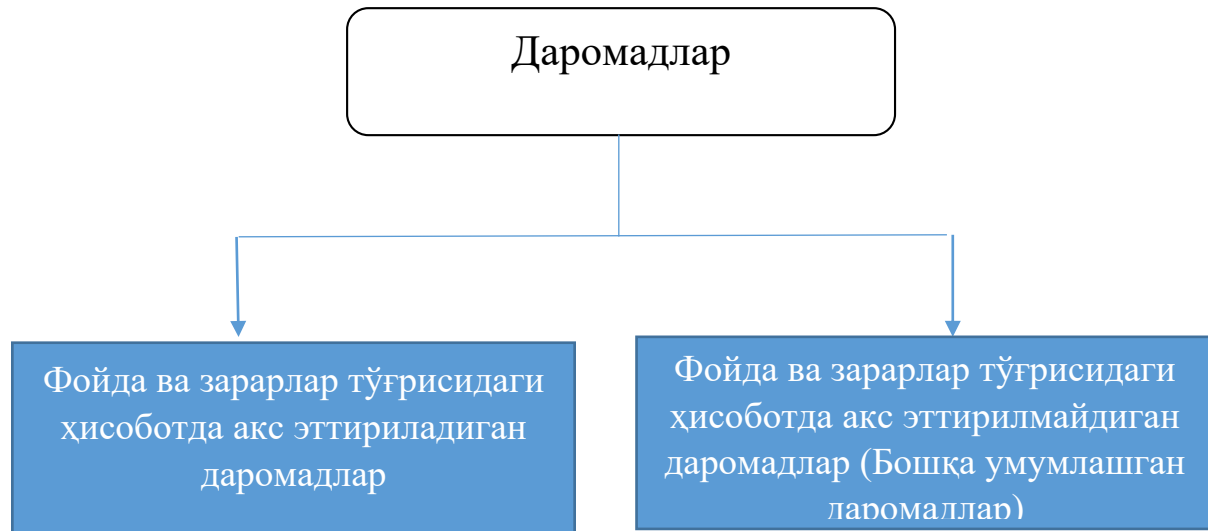 Даромадлар
Фойда ва зарарлар тўғрисидаги
ҳисоботда акс эттириладиган
даромадлар
Фойда ва зарарлар тўғрисидаги
ҳисоботда акс эттирилмайдиган
даромадлар (Бошқа умумлашган
даромадлар)